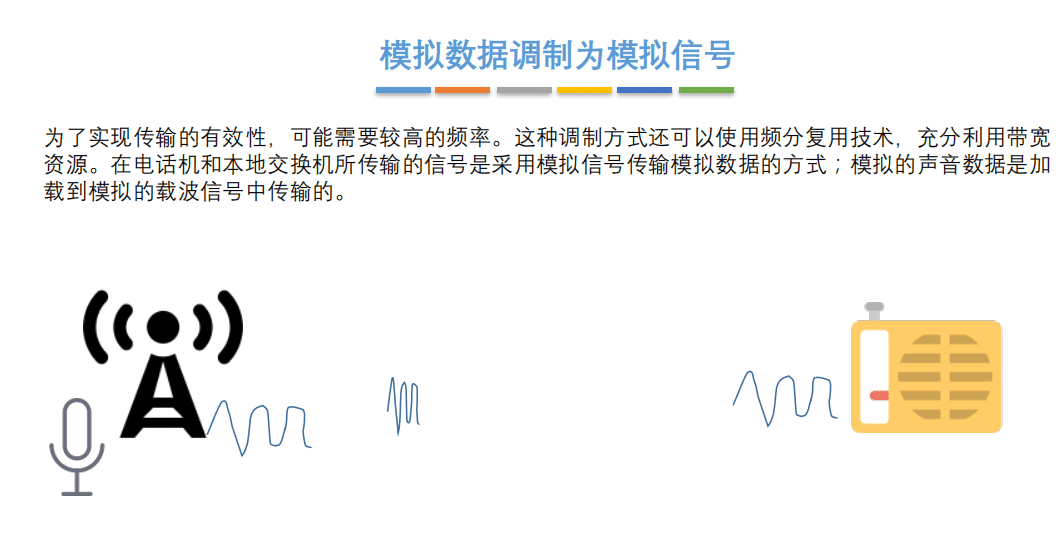 模拟数据调制为模拟信号
为了实现传输的有效性，可能需要较高的频率。这种调制方式还可以使用频分复用技术，充分利用带宽
资源。在电话机和本地交换机所传输的信号是采用模拟信号传输模拟数据的方式；模拟的声音数据是加
载到模拟的载波信号中传输的。